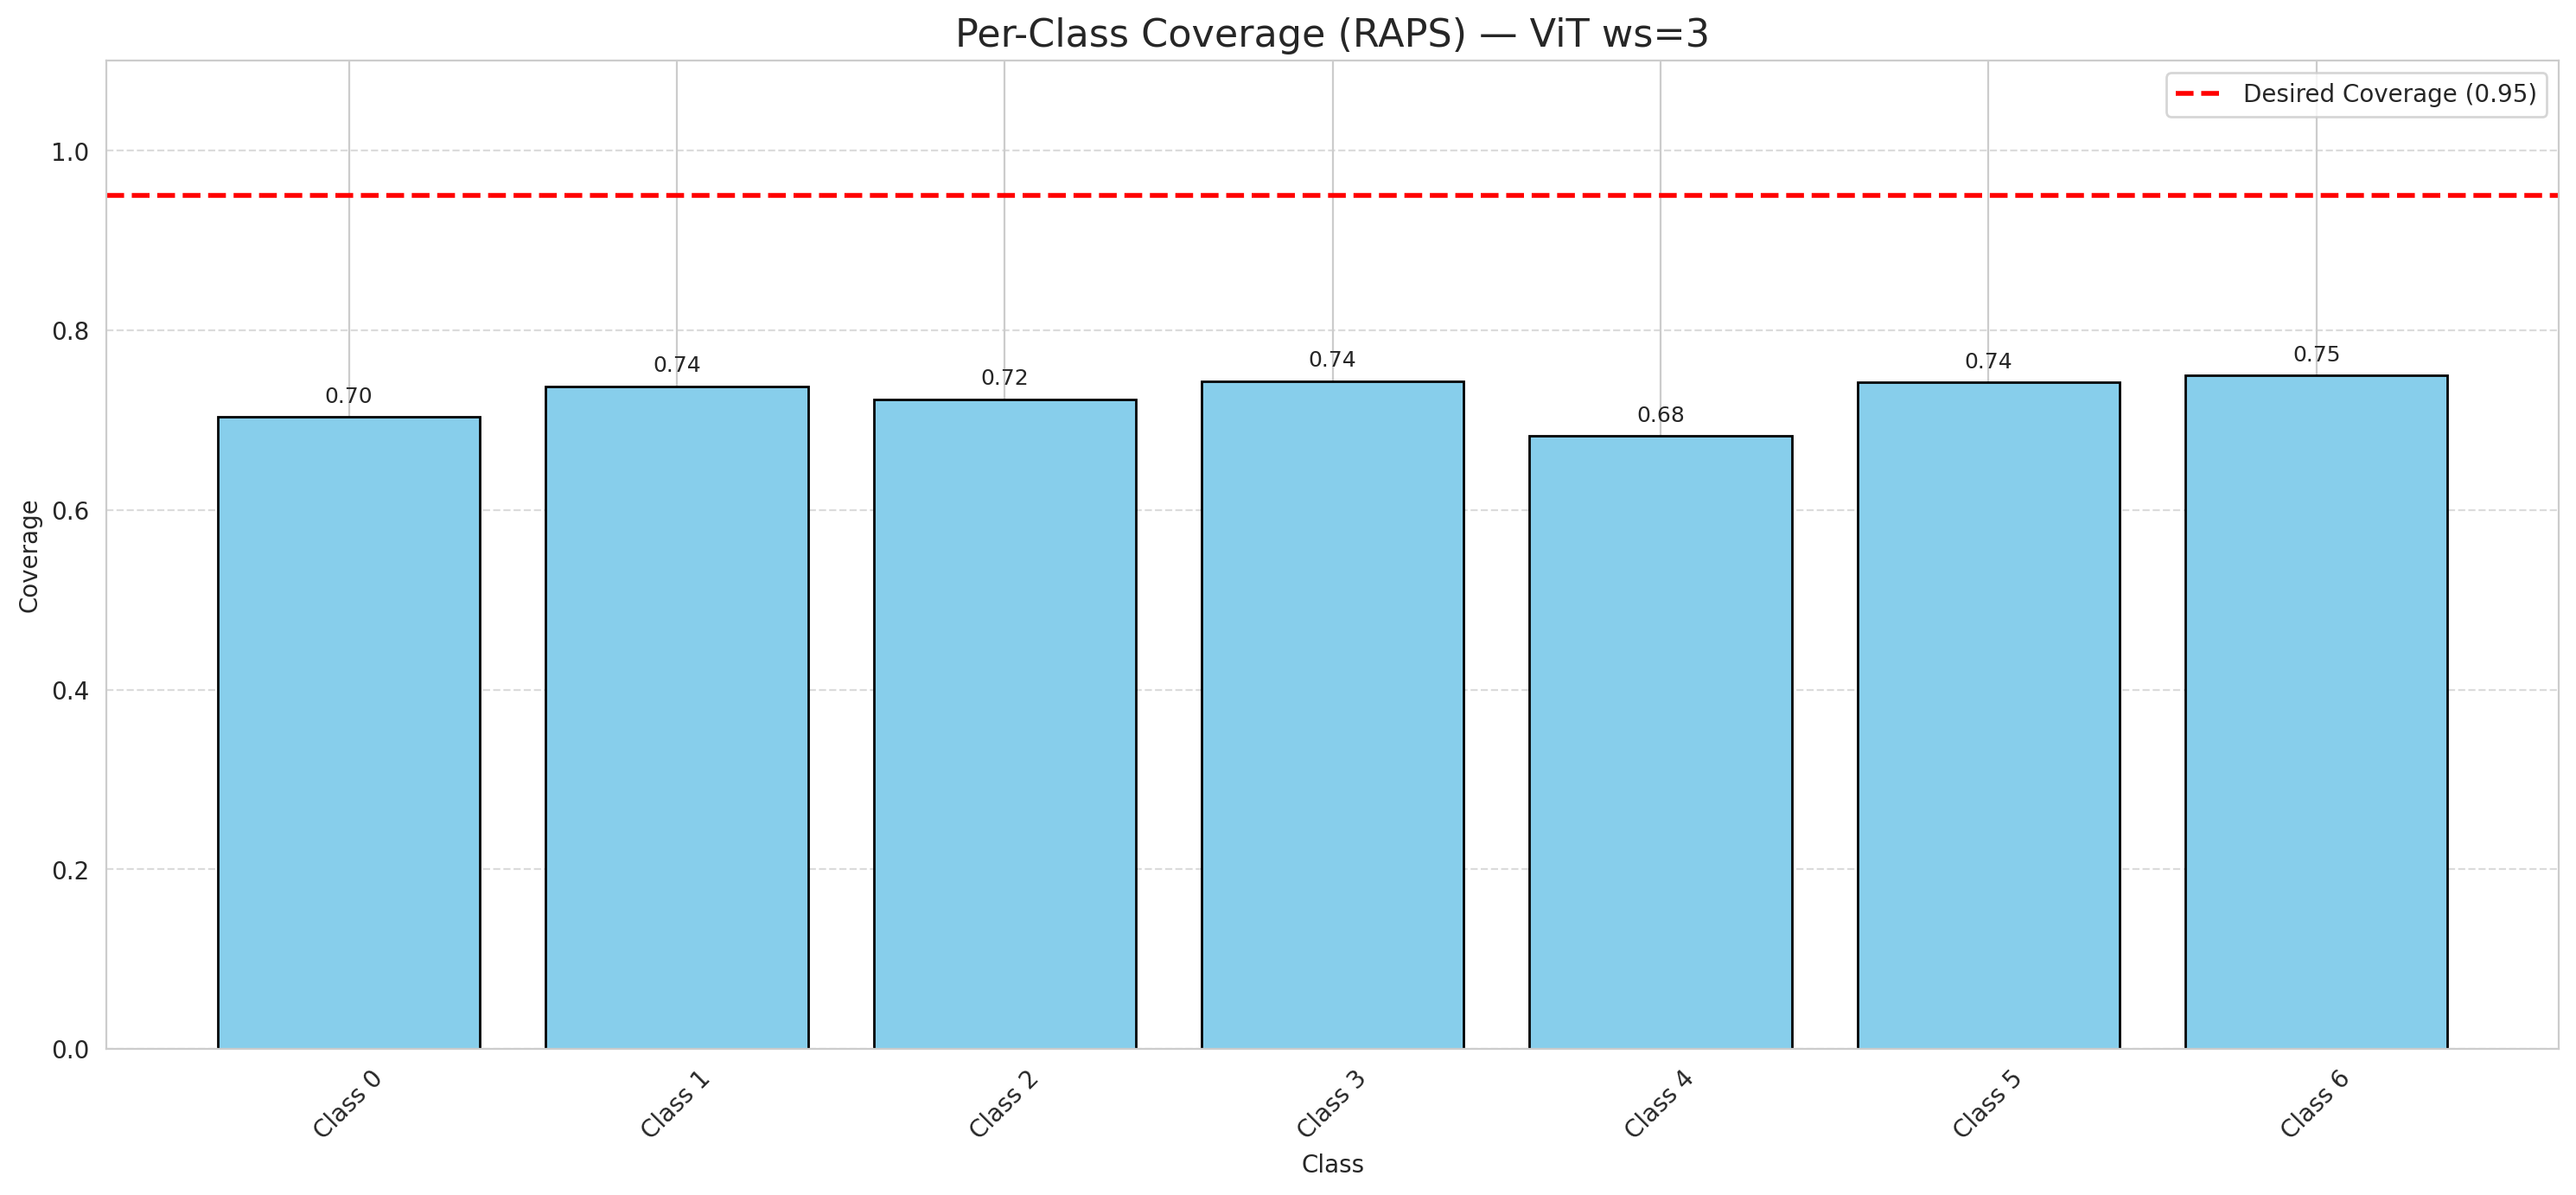 Per-Class Coverage (RAPS) — ViT ws=3
Desired Coverage (0.95)
Coverage
1.0
0.8
0.6
0.4
0.2
0.0
0.70
0.74
0.72
0.74
0.68
0.74
0.75
Class 0
Class 1
Class 2
Class 3
Class 4
Class 5
Class 6
Class